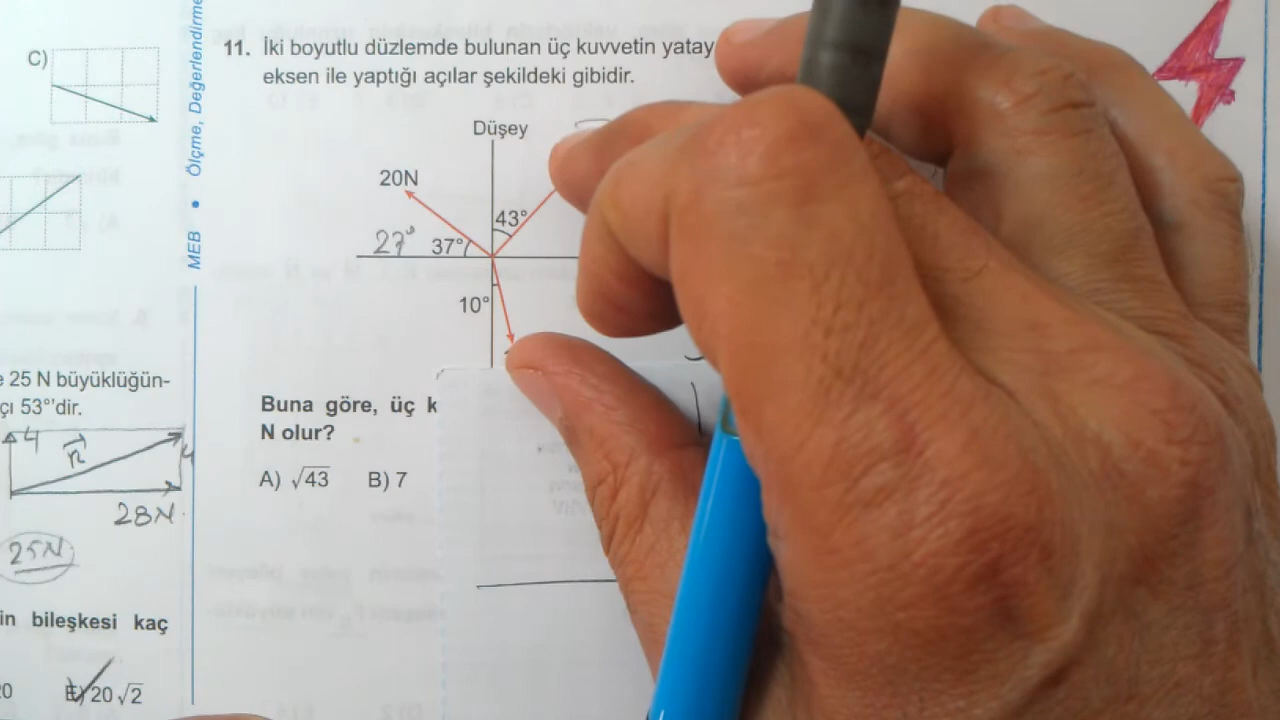 C)
MEB • Ölçme, Değerlendirme
25 N büyüklüğün-
53°'dir.
4
n
28N
25N
in bileşkesi kaç
E) 20√2
11. İki boyutlu düzlemde bulunan üç kuvvetin yatay
eksen ile yaptığı açılar şekildeki gibidir.
Düşey
20N
43°
27°
37°
10°
Buna göre, üç
N olur?
A) √43 B) 7